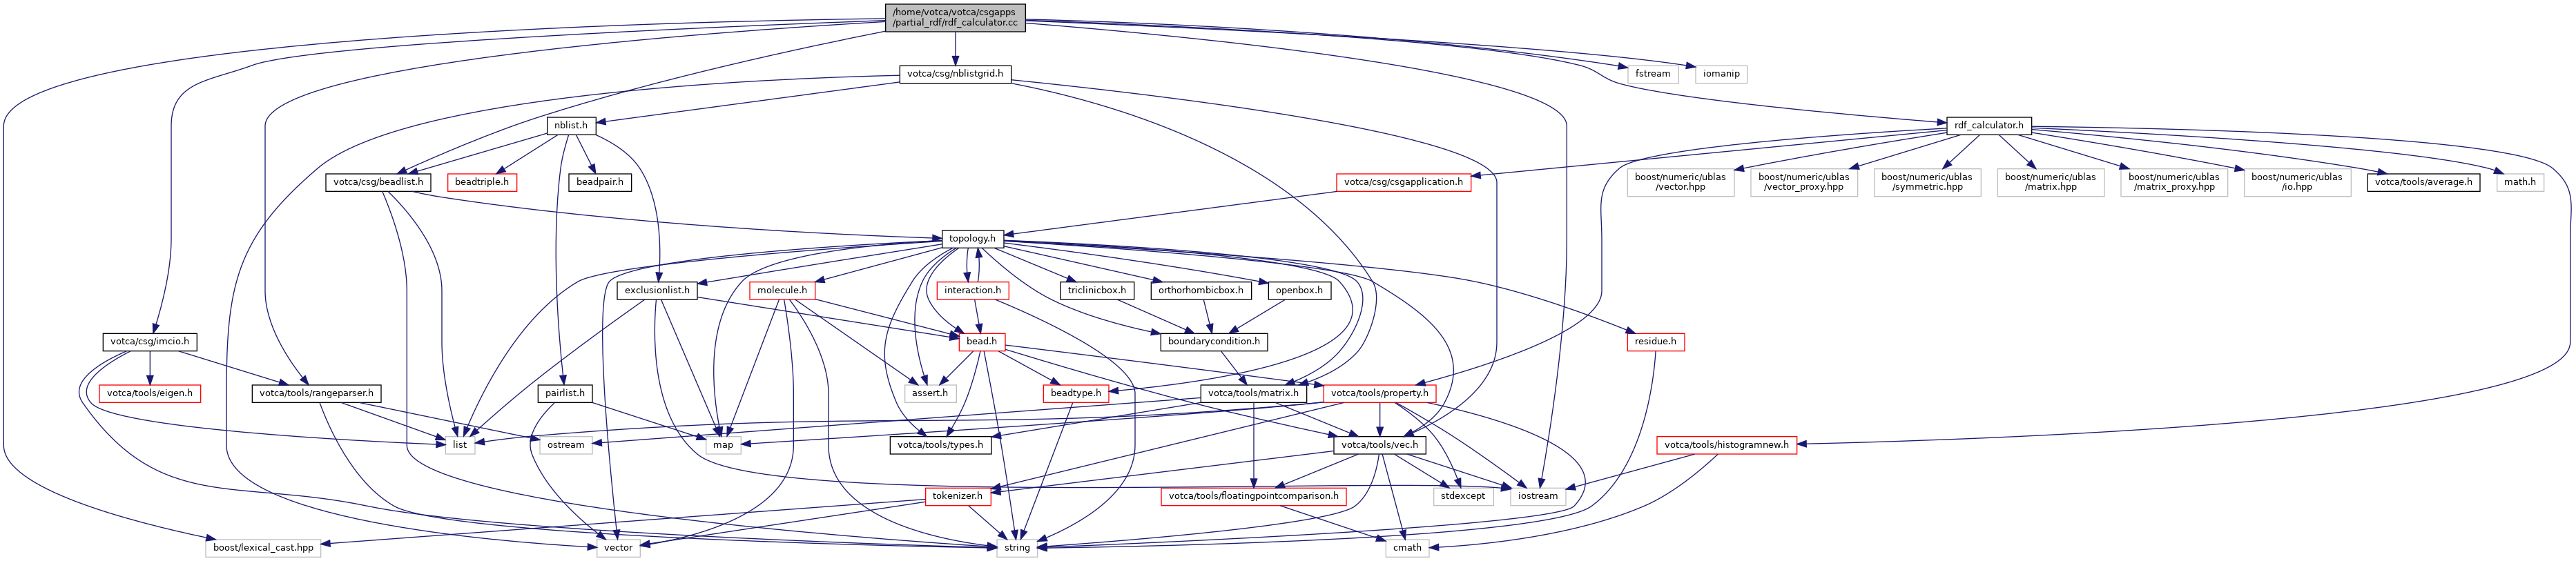 /home/votca/votca/csgapps
/partial_rdf/rdf_calculator.cc
votca/csg/nblistgrid.h
fstream
iomanip
nblist.h
rdf_calculator.h
votca/csg/beadlist.h
beadtriple.h
beadpair.h
votca/csg/csgapplication.h
boost/numeric/ublas
/vector.hpp
boost/numeric/ublas
/vector_proxy.hpp
boost/numeric/ublas
/symmetric.hpp
boost/numeric/ublas
/matrix.hpp
boost/numeric/ublas
/matrix_proxy.hpp
boost/numeric/ublas
/io.hpp
votca/tools/average.h
math.h
topology.h
exclusionlist.h
molecule.h
interaction.h
triclinicbox.h
orthorhombicbox.h
openbox.h
votca/csg/imcio.h
bead.h
boundarycondition.h
residue.h
votca/tools/eigen.h
votca/tools/rangeparser.h
pairlist.h
assert.h
beadtype.h
votca/tools/matrix.h
votca/tools/property.h
list
ostream
map
votca/tools/types.h
votca/tools/vec.h
votca/tools/histogramnew.h
tokenizer.h
votca/tools/floatingpointcomparison.h
stdexcept
iostream
boost/lexical_cast.hpp
vector
string
cmath